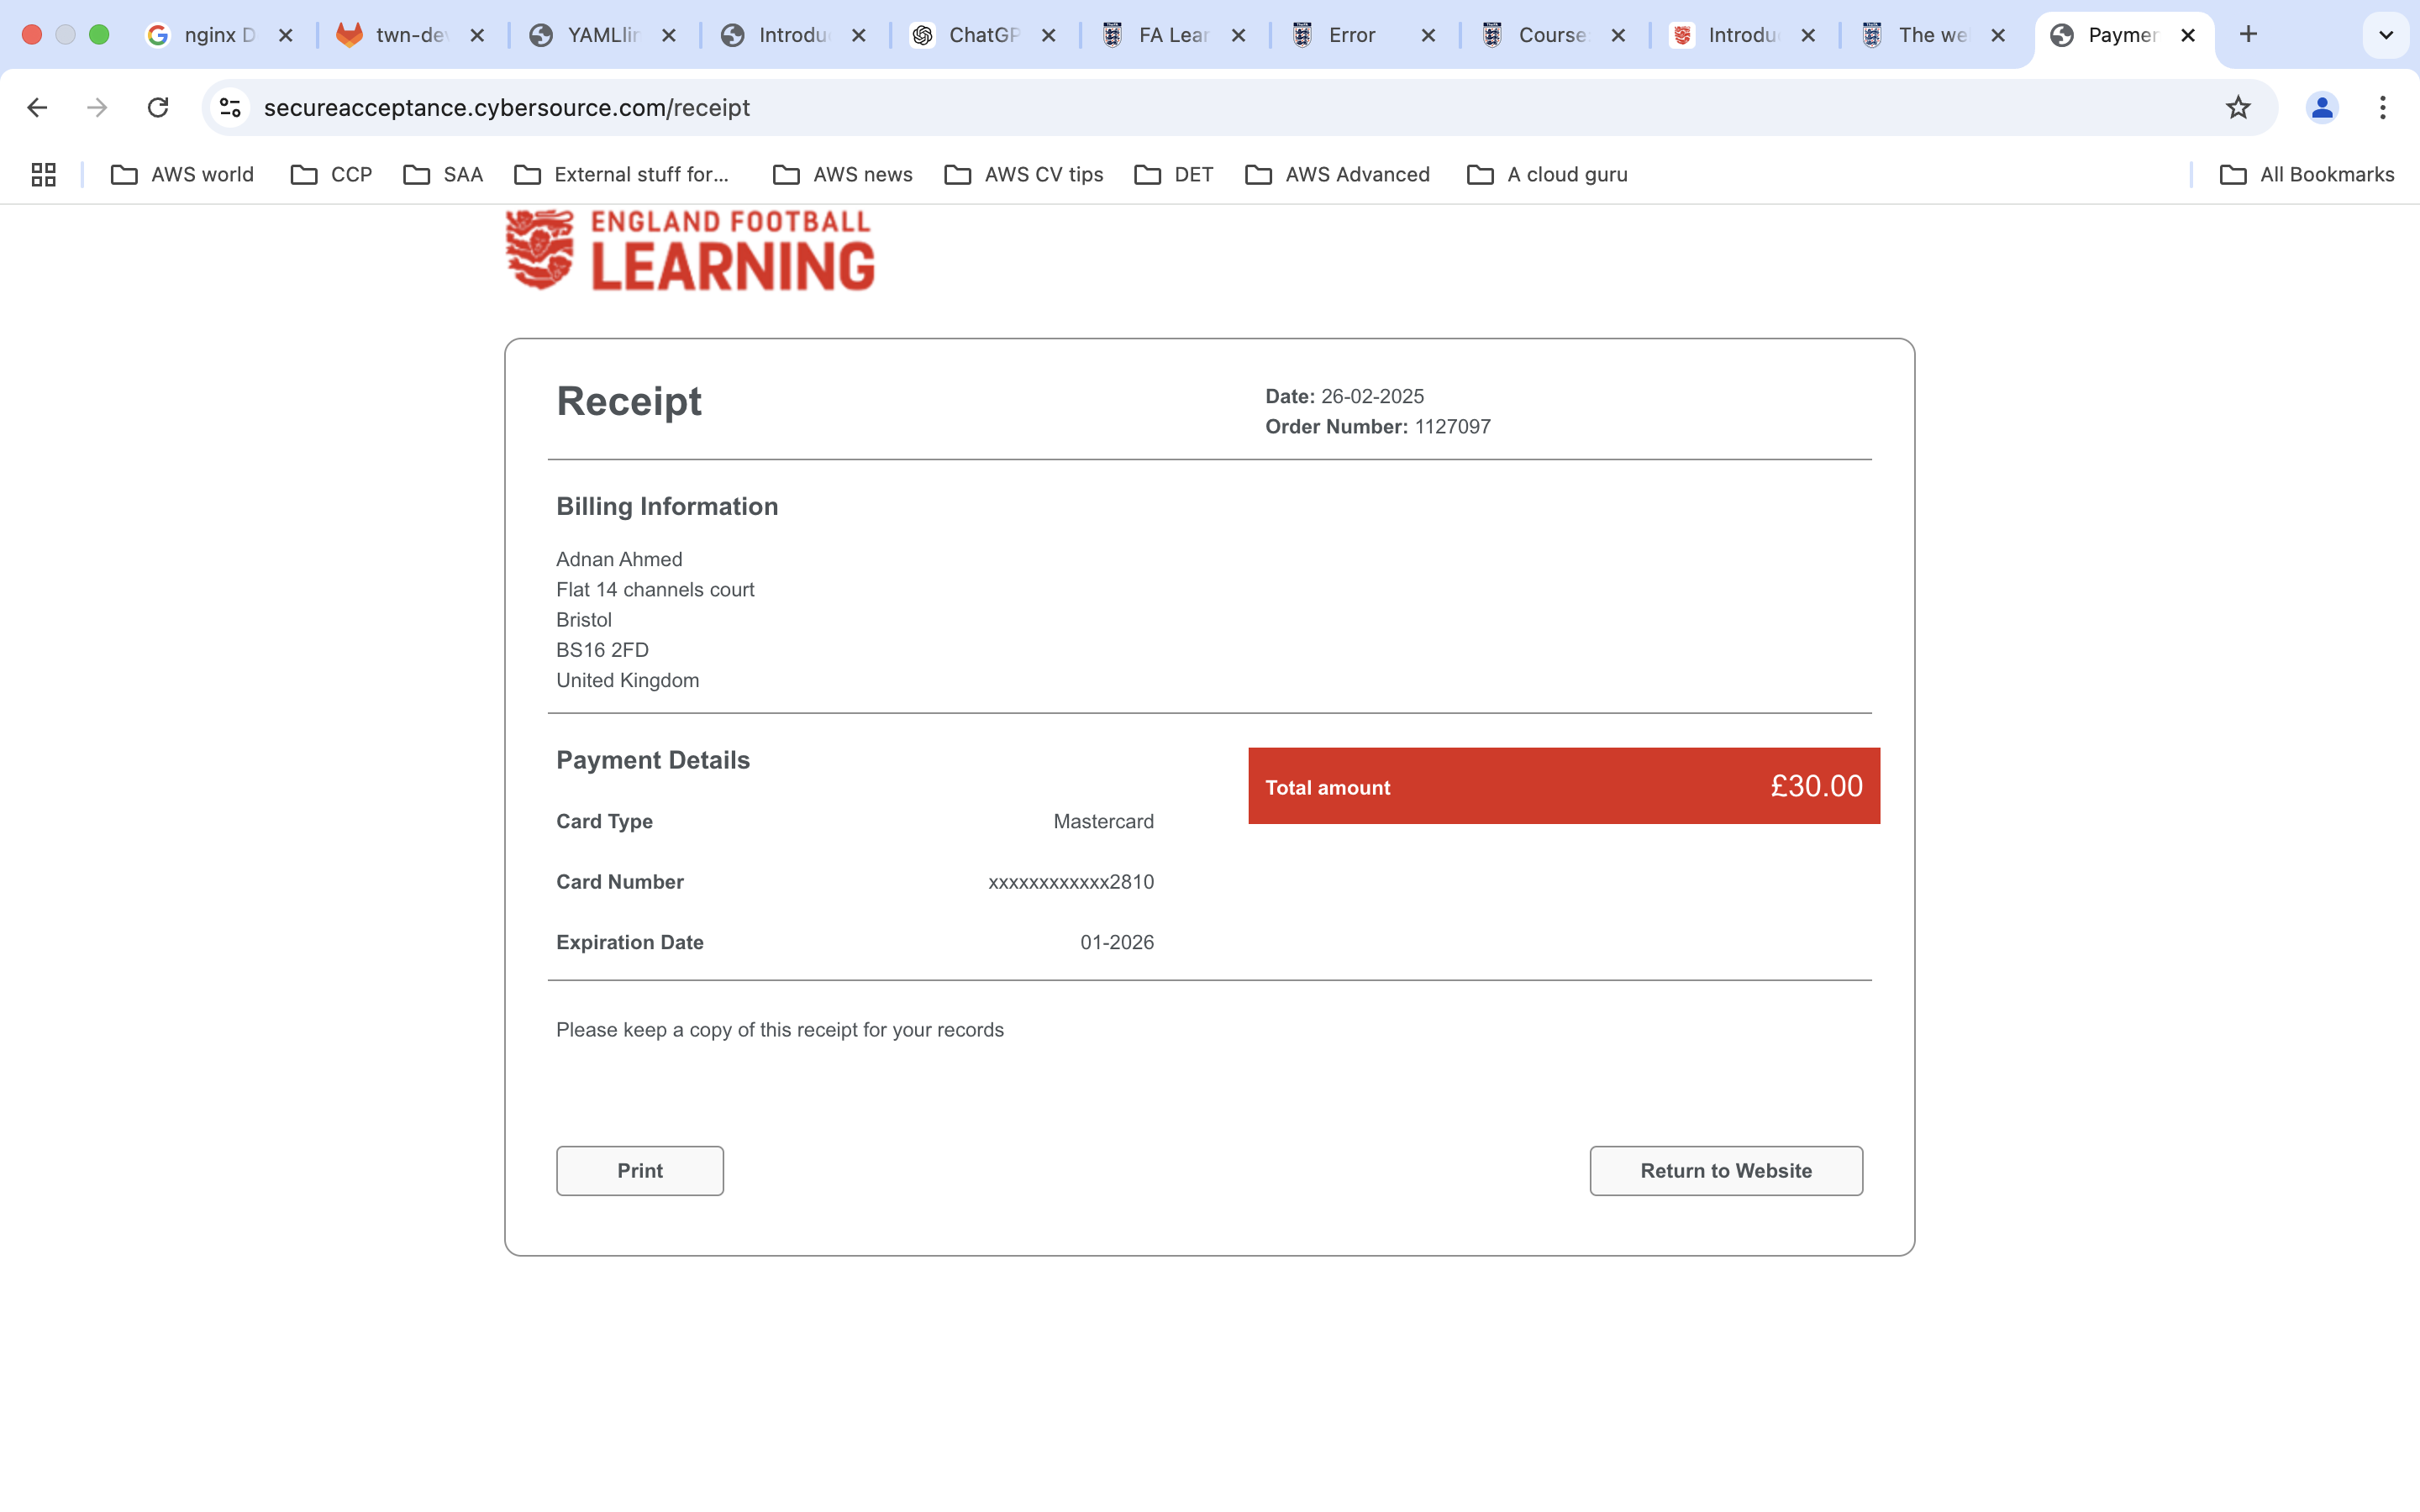 nginx D
twn-de
YAMLlin
Introdu
ChatGP
FA Lear
Error
Course
Introdu
The we
Paymen
secureacceptance.cybersource.com/receipt
AWS world
CCP
SAA
External stuff for...
AWS news
AWS CV tips
DET
AWS Advanced
A cloud guru
All Bookmarks
ENGLAND FOOTBALL
LEARNING
Receipt
Date: 26-02-2025
Order Number: 1127097
Billing Information
Adnan Ahmed
Flat 14 channels court
Bristol
BS16 2FD
United Kingdom
Payment Details
Total amount £30.00
Card Type Mastercard
Card Number xxxxxxxxxxxx2810
Expiration Date 01-2026
Please keep a copy of this receipt for your records
Print
Return to Website